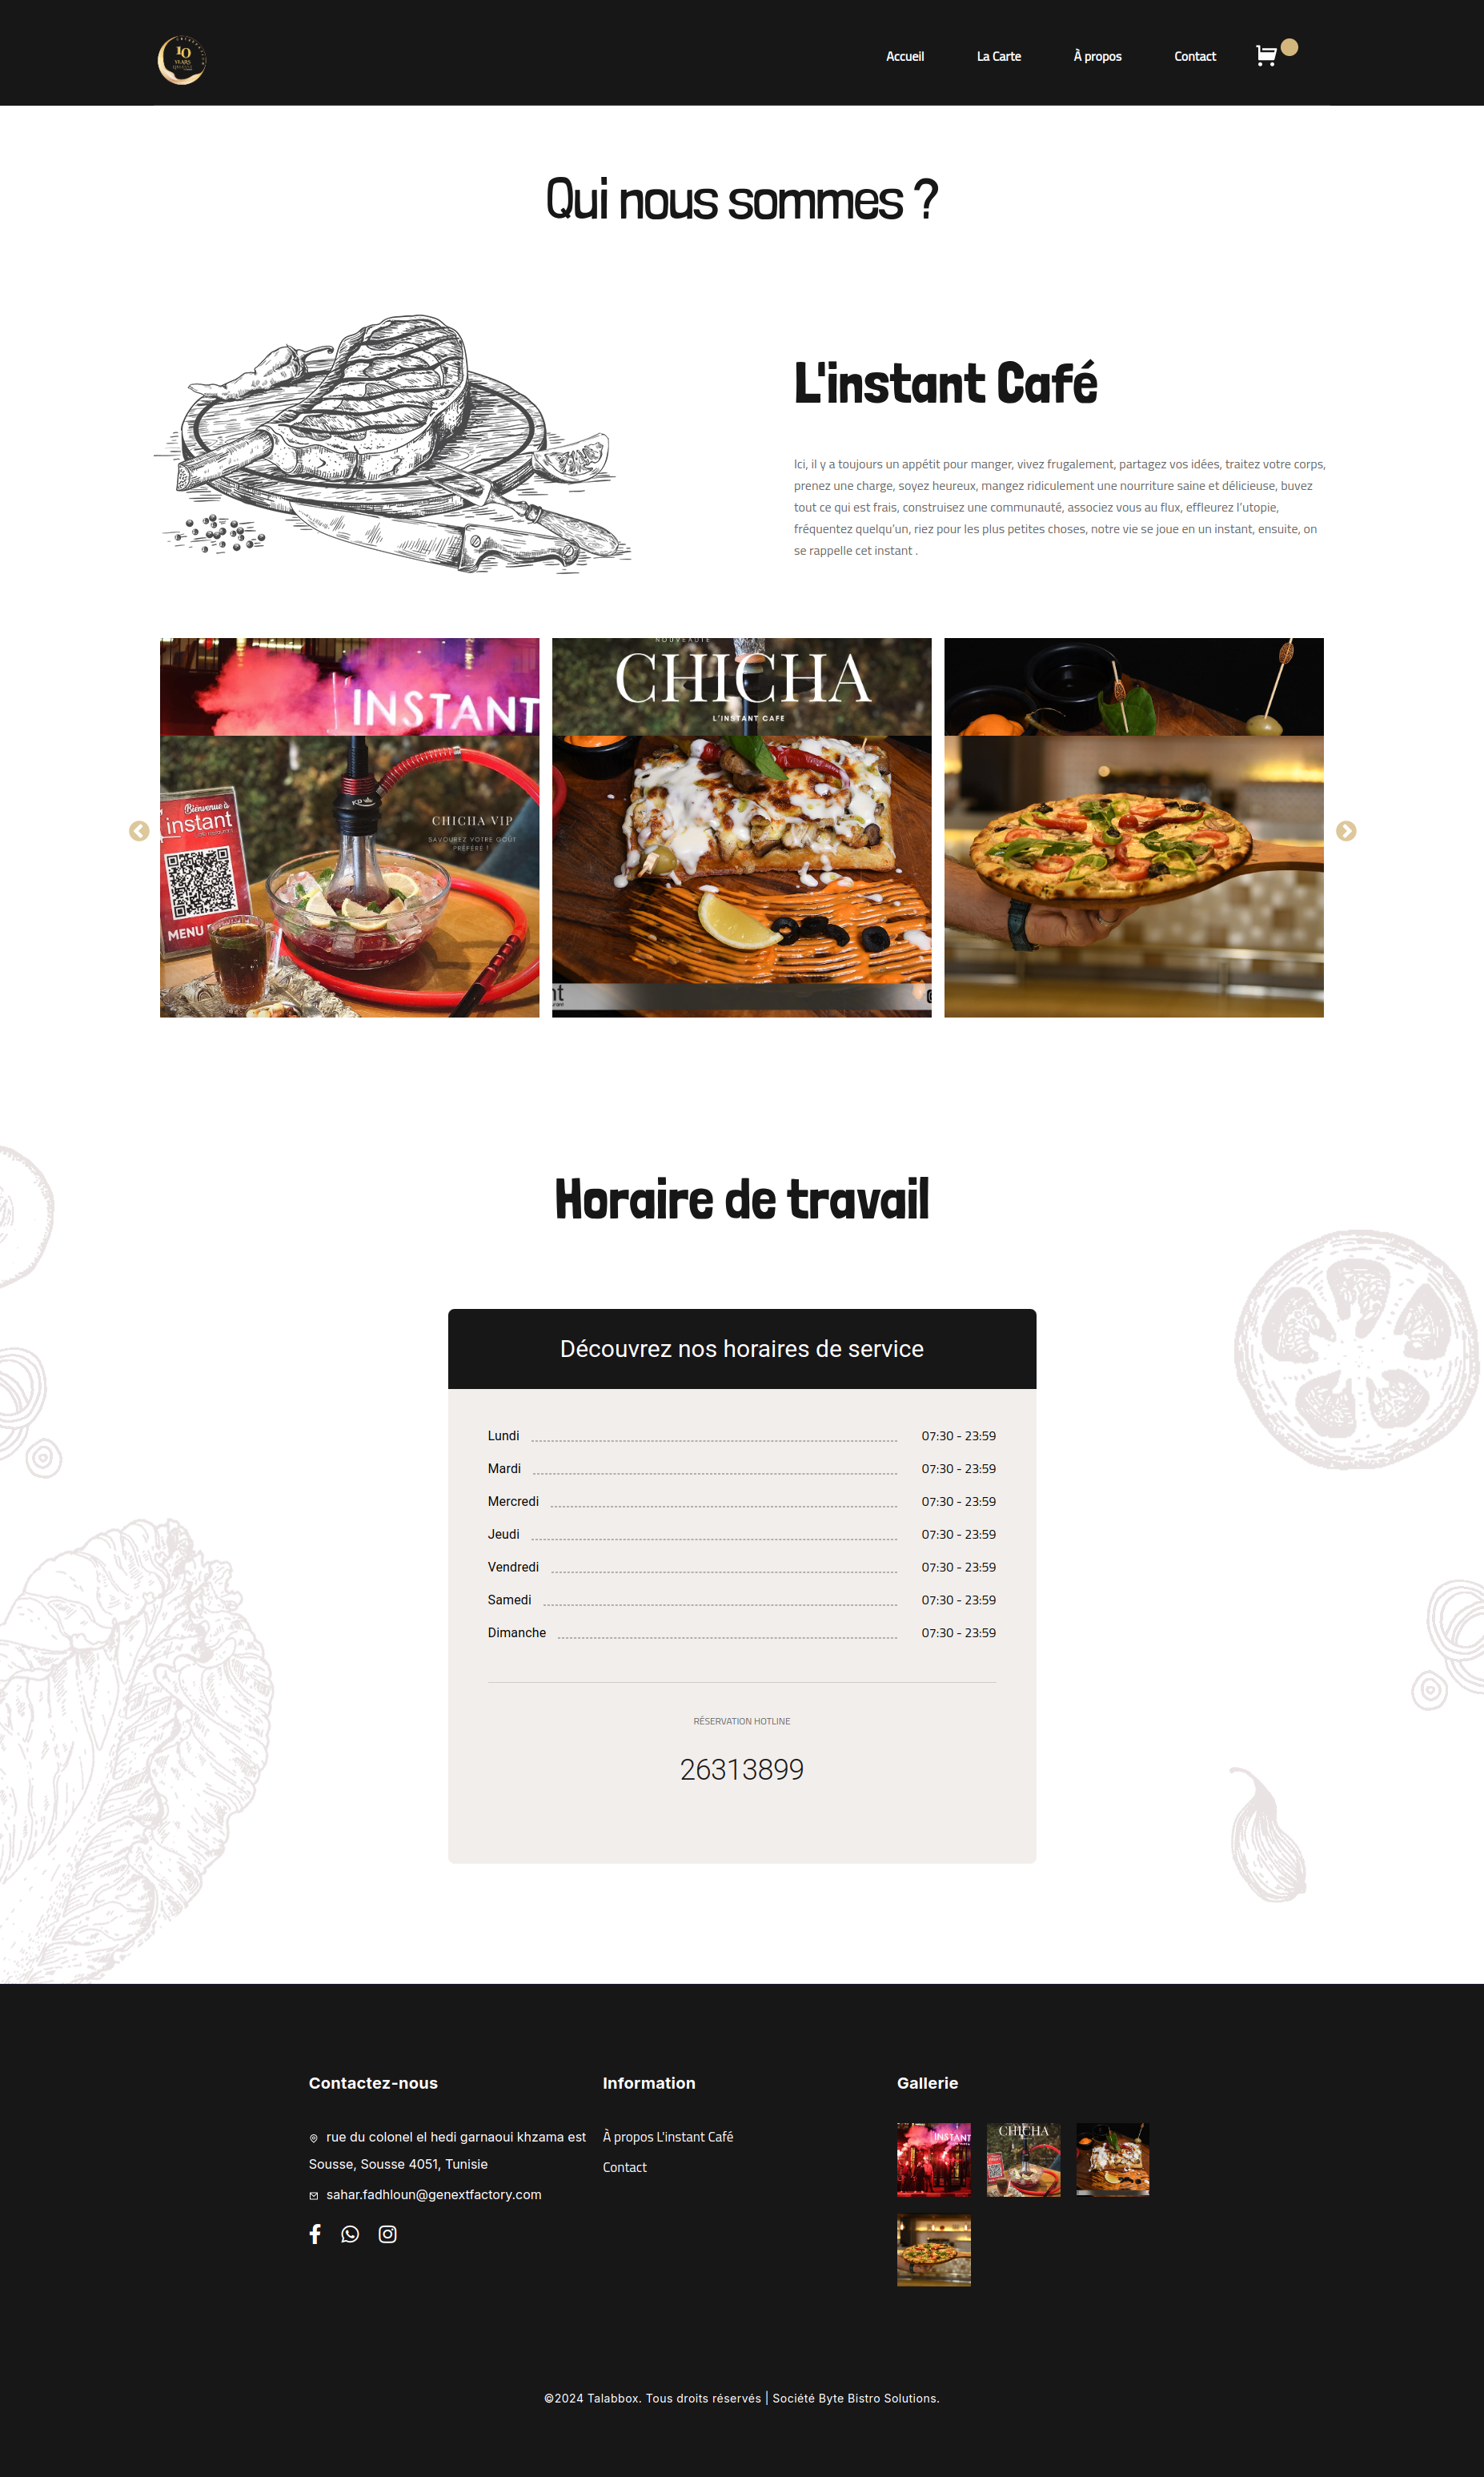 10
YEARS
Accueil
La Carte
À propos
Contact
Qui nous sommes ?
L'instant Café
Ici, il y a toujours un appétit pour manger, vivez frugalement, partagez vos idées, traitez votre corps,
prenez une charge, soyez heureux, mangez ridiculement une nourriture saine et délicieuse, buvez
tout ce qui est frais, construisez une communauté, associez vous au flux, effleurez l’utopie,
fréquentez quelqu’un, riez pour les plus petites choses, notre vie se joue en un instant, ensuite, on
se rappelle cet instant .
INSTANT
NOUVEAUTÉ
CHICHA
L'INSTANT CAFE
Bienvenue à
instant
MENU
CHICHA VIP
SAVOUREZ VOTRE GOÛT
PRÉFÉRÉ !
nt
Horaire de travail
Découvrez nos horaires de service
Lundi 07:30 - 23:59
Mardi 07:30 - 23:59
Mercredi 07:30 - 23:59
Jeudi 07:30 - 23:59
Vendredi 07:30 - 23:59
Samedi 07:30 - 23:59
Dimanche 07:30 - 23:59
RÉSERVATION HOTLINE
26313899
Contactez-nous
rue du colonel el hedi garnaoui khzama est
Sousse, Sousse 4051, Tunisie
sahar.fadhloun@genextfactory.com
Information
À propos L'instant Café
Contact
Gallerie
INSTANT
CHICHA
©2024 Talabbox. Tous droits réservés | Société Byte Bistro Solutions.